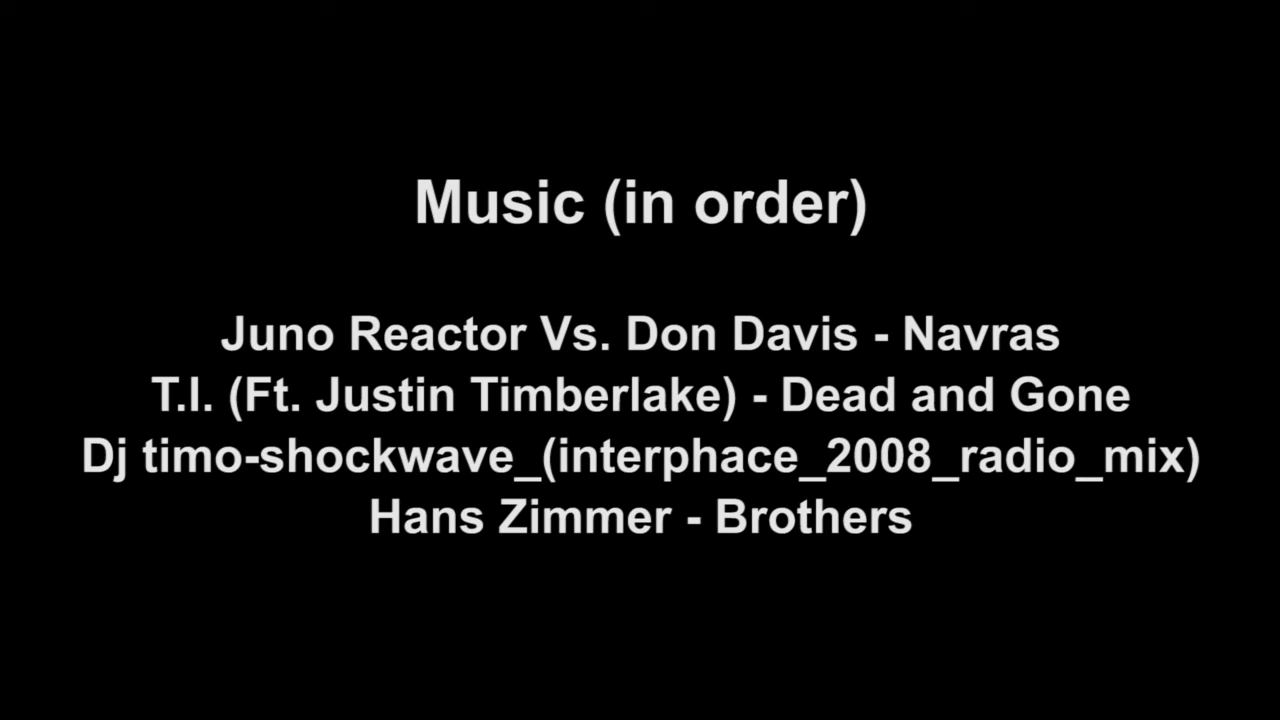 Music (in order)
Juno Reactor Vs. Don Davis - Navras
T.I. (Ft. Justin Timberlake) - Dead and Gone
Dj timo-shockwave_(interphace_2008_radio_mix)
Hans Zimmer - Brothers